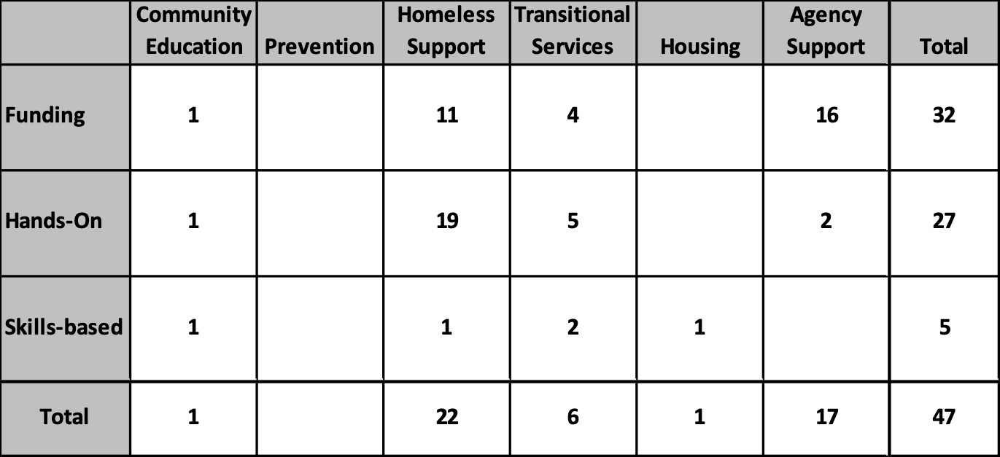 Community Education Prevention Homeless Support Transitional Services Housing Agency Support Total
Funding 1 11 4 16 32
Hands-On 1 19 5 2 27
Skills-based 1 1 2 1 5
Total 1 22 6 1 17 47